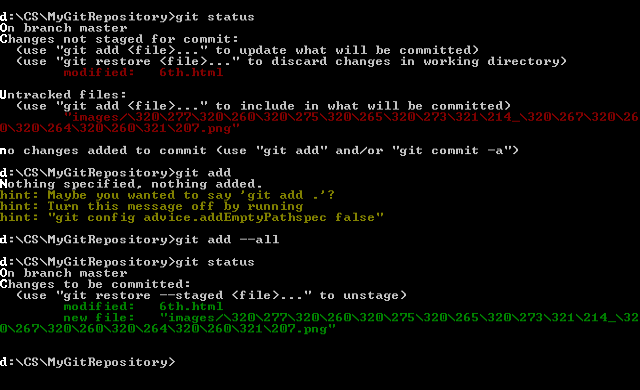 d:\CS\MyGitRepository>git status
On branch master
Changes not staged for commit:
  (use "git add <file>..." to update what will be committed)
  (use "git restore <file>..." to discard changes in working directory)
        modified:   6th.html

Untracked files:
  (use "git add <file>..." to include in what will be committed)
        "images/\320\277\320\260\320\275\320\265\320\273\321\214_\320\267\320\26
0\320\264\320\260\321\207.png"

no changes added to commit (use "git add" and/or "git commit -a")

d:\CS\MyGitRepository>git add
Nothing specified, nothing added.
hint: Maybe you wanted to say 'git add .'?
hint: Turn this message off by running
hint: "git config advice.addEmptyPathspec false"

d:\CS\MyGitRepository>git add --all

d:\CS\MyGitRepository>git status
On branch master
Changes to be committed:
  (use "git restore --staged <file>..." to unstage)
        modified:   6th.html
        new file:   "images/\320\277\320\260\320\275\320\265\320\273\321\214_\32
0\267\320\260\320\264\320\260\321\207.png"

d:\CS\MyGitRepository>